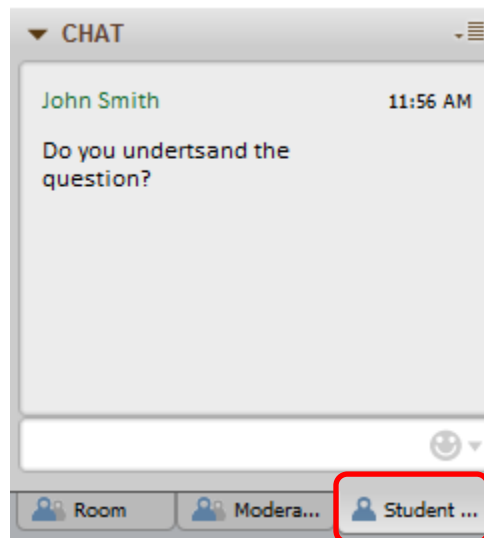 CHAT
John Smith 11:56 AM
Do you undertsand the
question?
Room Modera... Student ...